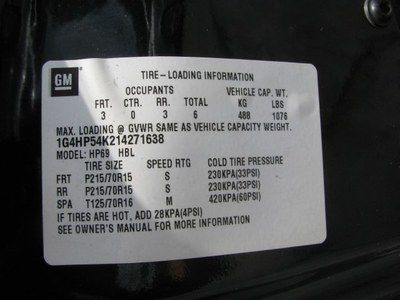 GM
TIRE-LOADING INFORMATION
OCCUPANTS VEHICLE CAP. WT.
FRT. CTR. RR. TOTAL KG LBS
3 0 3 6 488 1076
MAX. LOADING @ GVWR SAME AS VEHICLE CAPACITY WEIGHT.
1G4HP54K214271638
MODEL: HP69 HBL
TIRE SIZE SPEED RTG COLD TIRE PRESSURE
FRT P215/70R15 S 230KPA(33PSI)
RR P215/70R15 S 230KPA(33PSI)
SPA T125/70R16 M 420KPA(60PSI)
IF TIRES ARE HOT, ADD 28KPA(4PSI)
SEE OWNER'S MANUAL FOR MORE INFORMATION